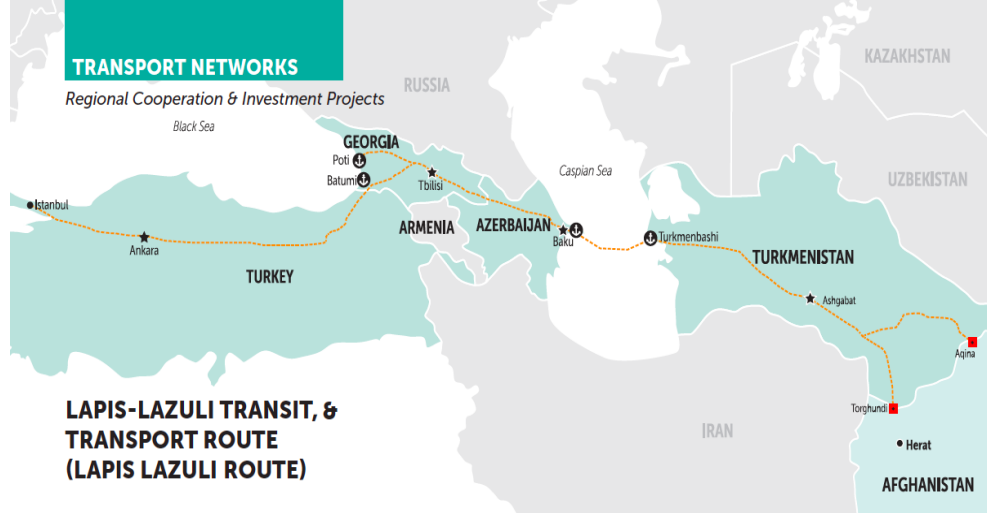 TRANSPORT NETWORKS
Regional Cooperation & Investment Projects
KAZAKHSTAN
RUSSIA
Black Sea
GEORGIA
Poti
Batumi
Tbilisi
Caspian Sea
UZBEKISTAN
Istanbul
ARMENIA
AZERBAIJAN
Baku
Turkmenbashi
Ankara
TURKMENISTAN
TURKEY
Ashgabat
Aqina
LAPIS-LAZULI TRANSIT, &
TRANSPORT ROUTE
(LAPIS LAZULI ROUTE)
Torghundi
IRAN
Herat
AFGHANISTAN